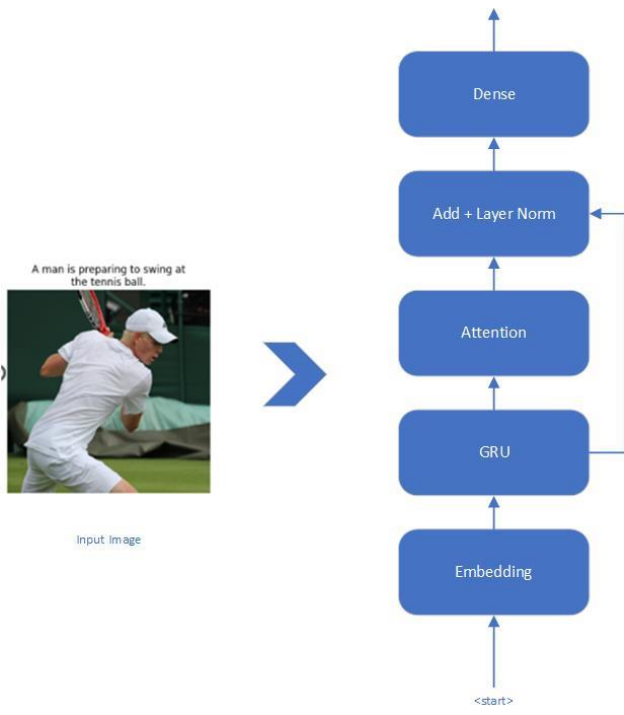 A man is preparing to swing at
the tennis ball.
Input Image
Dense
Add + Layer Norm
Attention
GRU
Embedding
<start>